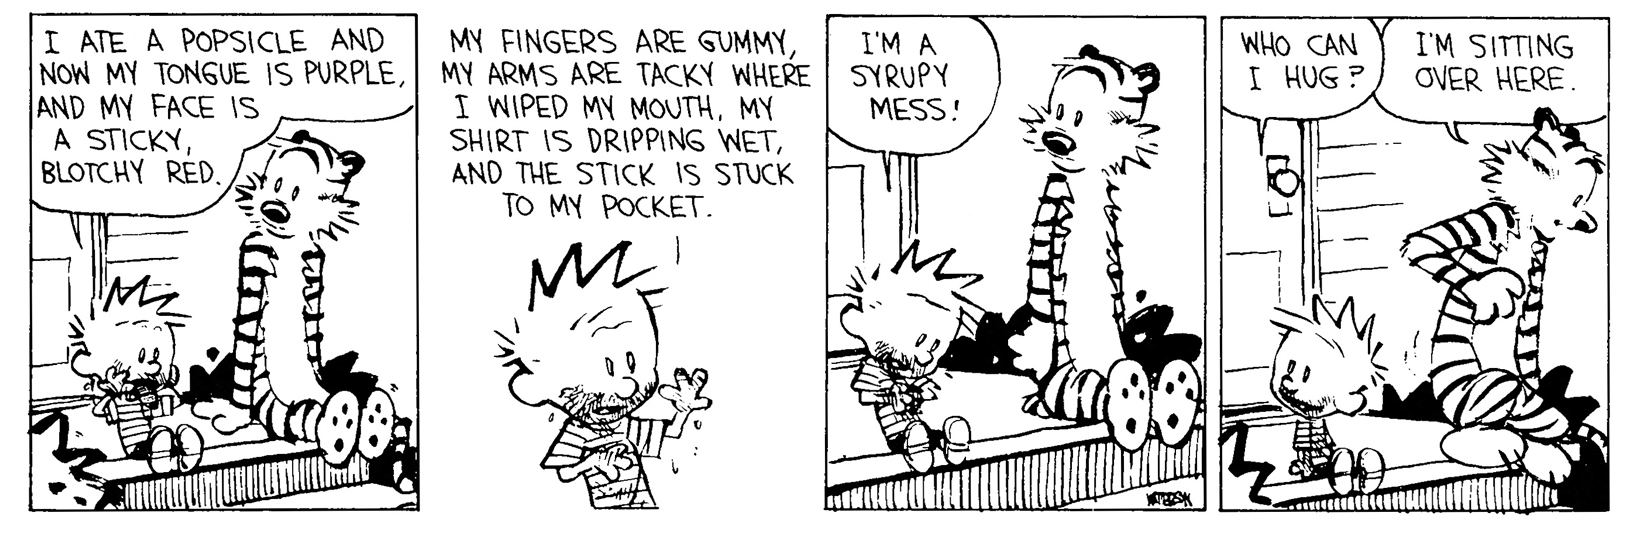 I ATE A POPSICLE AND
NOW MY TONGUE IS PURPLE,
AND MY FACE IS
A STICKY,
BLOTCHY RED.
MY FINGERS ARE GUMMY,
MY ARMS ARE TACKY WHERE
I WIPED MY MOUTH, MY
SHIRT IS DRIPPING WET,
AND THE STICK IS STUCK
TO MY POCKET.
I'M A
SYRUPY
MESS!
WATTERSON
WHO CAN
I HUG?
I'M SITTING
OVER HERE.